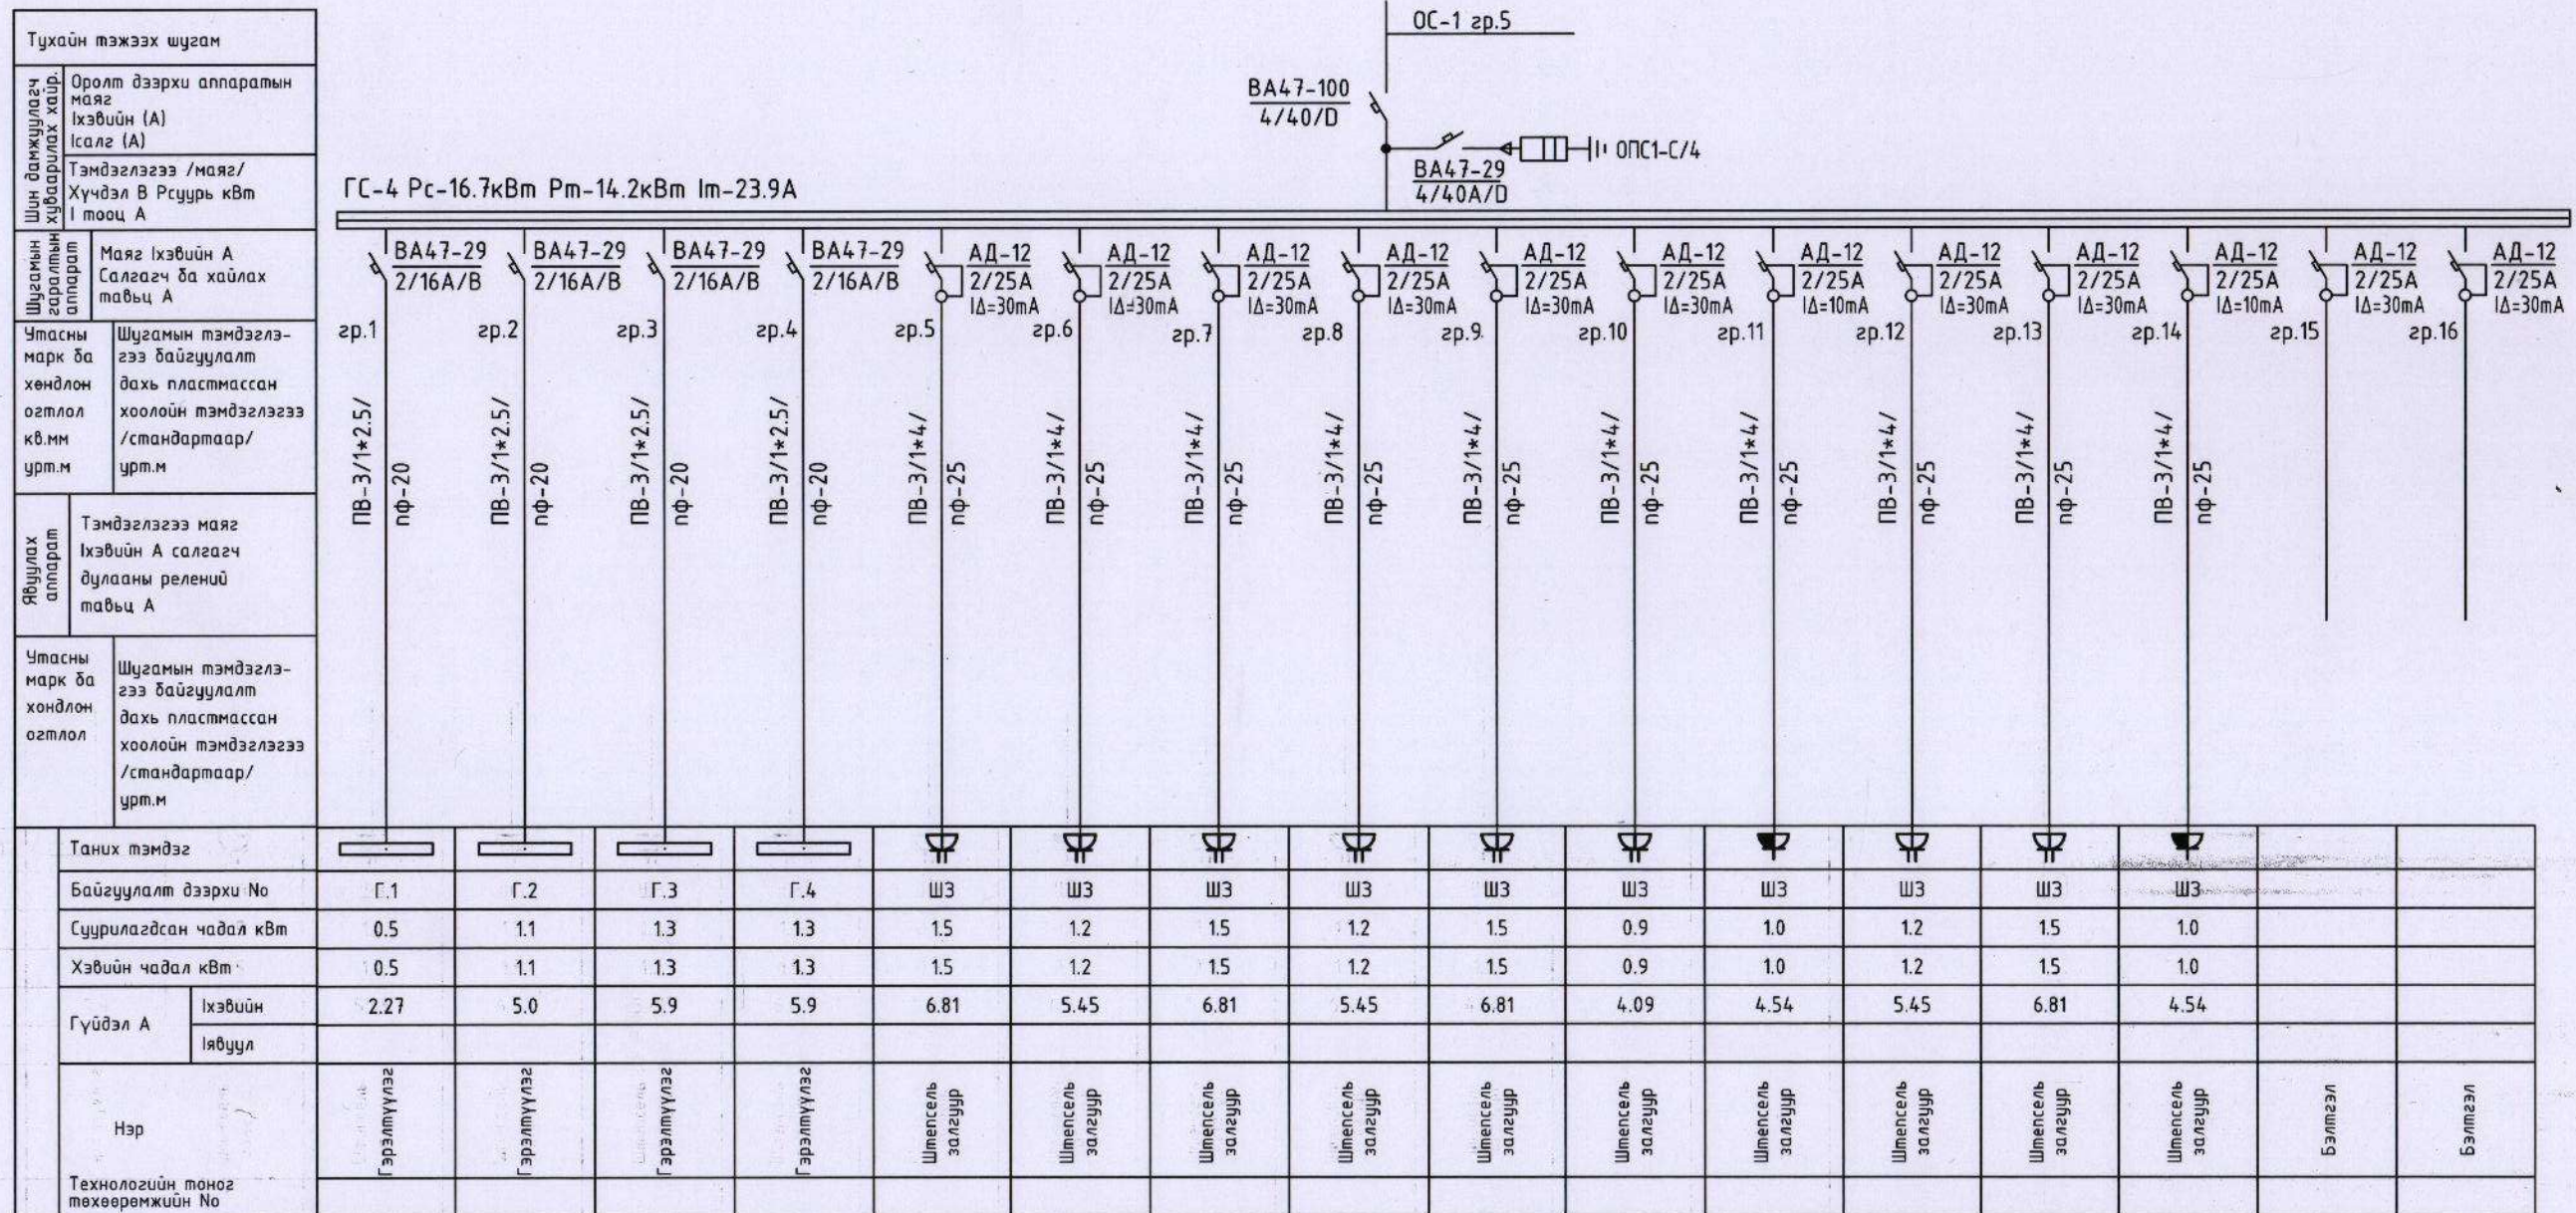 Тухайн тэжээх шугам
Шин дамжуулагч
хуваарилах хайр.
Оролт дээрхи аппаратын
маяг
Iхэвийн (А)
Iсалг (А)
Тэмдэглэгээ /маяг/
Хүчдэл В Рсуурь кВт
I тооц А
ОС-1 гр.5
ВА47-100
4/40/D
ВА47-29
4/40А/D
ОПС1-С/4
ГС-4 Рс-16.7кВт Рт-14.2кВт Iт-23.9А
Шугамын
гаралтын
аппарат
Маяг Iхэвийн А
Салгагч ба хайлах
тавьц А
ВА47-29 ВА47-29 ВА47-29 ВА47-29 АД-12 АД-12 АД-12 АД-12 АД-12 АД-12 АД-12 АД-12 АД-12 АД-12 АД-12 АД-12
2/16А/В 2/16А/В 2/16А/В 2/16А/В 2/25А 2/25А 2/25А 2/25А 2/25А 2/25А 2/25А 2/25А 2/25А 2/25А 2/25А 2/25А
IΔ=30mA IΔ=30mA IΔ=30mA IΔ=30mA IΔ=30mA IΔ=30mA IΔ=10mA IΔ=30mA IΔ=30mA IΔ=10mA IΔ=30mA IΔ=30mA
гр.1 гр.2 гр.3 гр.4 гр.5 гр.6 гр.7 гр.8 гр.9 гр.10 гр.11 гр.12 гр.13 гр.14 гр.15 гр.16
Утасны
марк ба
хөндлөн
огтлол
кв.мм
урт.м
Шугамын тэмдэглэ-
гээ байгуулалт
дахь пластмассан
хоолойн тэмдэглэгээ
/стандартаар/
урт.м
ПВ-3/1*2.5/ ПВ-3/1*2.5/ ПВ-3/1*2.5/ ПВ-3/1*2.5/ ПВ-3/1*4/ ПВ-3/1*4/ ПВ-3/1*4/ ПВ-3/1*4/ ПВ-3/1*4/ ПВ-3/1*4/ ПВ-3/1*4/ ПВ-3/1*4/ ПВ-3/1*4/ ПВ-3/1*4/
пф-20 пф-20 пф-20 пф-20 пф-25 пф-25 пф-25 пф-25 пф-25 пф-25 пф-25 пф-25 пф-25 пф-25
Явуулах
аппарат
Тэмдэглэгээ маяг
Iхэвийн А салгагч
дулааны релений
тавьц А
Утасны
марк ба
хондлон
огтлол
Шугамын тэмдэглэ-
гээ байгуулалт
дахь пластмассан
хоолойн тэмдэглэгээ
/стандартаар/
урт.м
Таних тэмдэг
Байгуулалт дээрхи No Г.1 Г.2 Г.3 Г.4 ШЗ ШЗ ШЗ ШЗ ШЗ ШЗ ШЗ ШЗ ШЗ ШЗ
Суурилагдсан чадал кВт 0.5 1.1 1.3 1.3 1.5 1.2 1.5 1.2 1.5 0.9 1.0 1.2 1.5 1.0
Хэвийн чадал кВт 0.5 1.1 1.3 1.3 1.5 1.2 1.5 1.2 1.5 0.9 1.0 1.2 1.5 1.0
Гүйдэл А
Iхэвийн 2.27 5.0 5.9 5.9 6.81 5.45 6.81 5.45 6.81 4.09 4.54 5.45 6.81 4.54
Iявуул
Нэр
Гэрэлтүүлэг Гэрэлтүүлэг Гэрэлтүүлэг Гэрэлтүүлэг Штепсель Штепсель Штепсель Штепсель Штепсель Штепсель Штепсель Штепсель Штепсель Штепсель Бэлтгэл Бэлтгэл
залгуур залгуур залгуур залгуур залгуур залгуур залгуур залгуур залгуур залгуур
Технологийн тоног
төхөөрөмжийн No